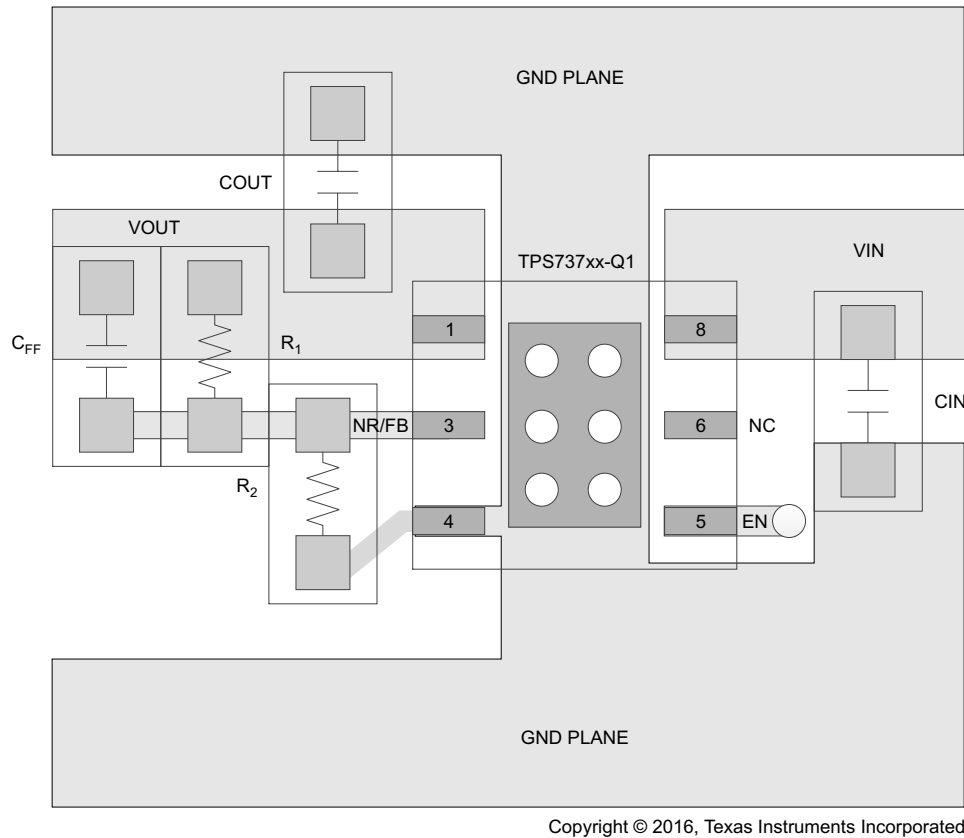 GND PLANE
COUT
VOUT
TPS737xx-Q1
VIN
1
8
C_FF
R_1
CIN
NR/FB
3
6
NC
R_2
4
5
EN
GND PLANE
Copyright © 2016, Texas Instruments Incorporated